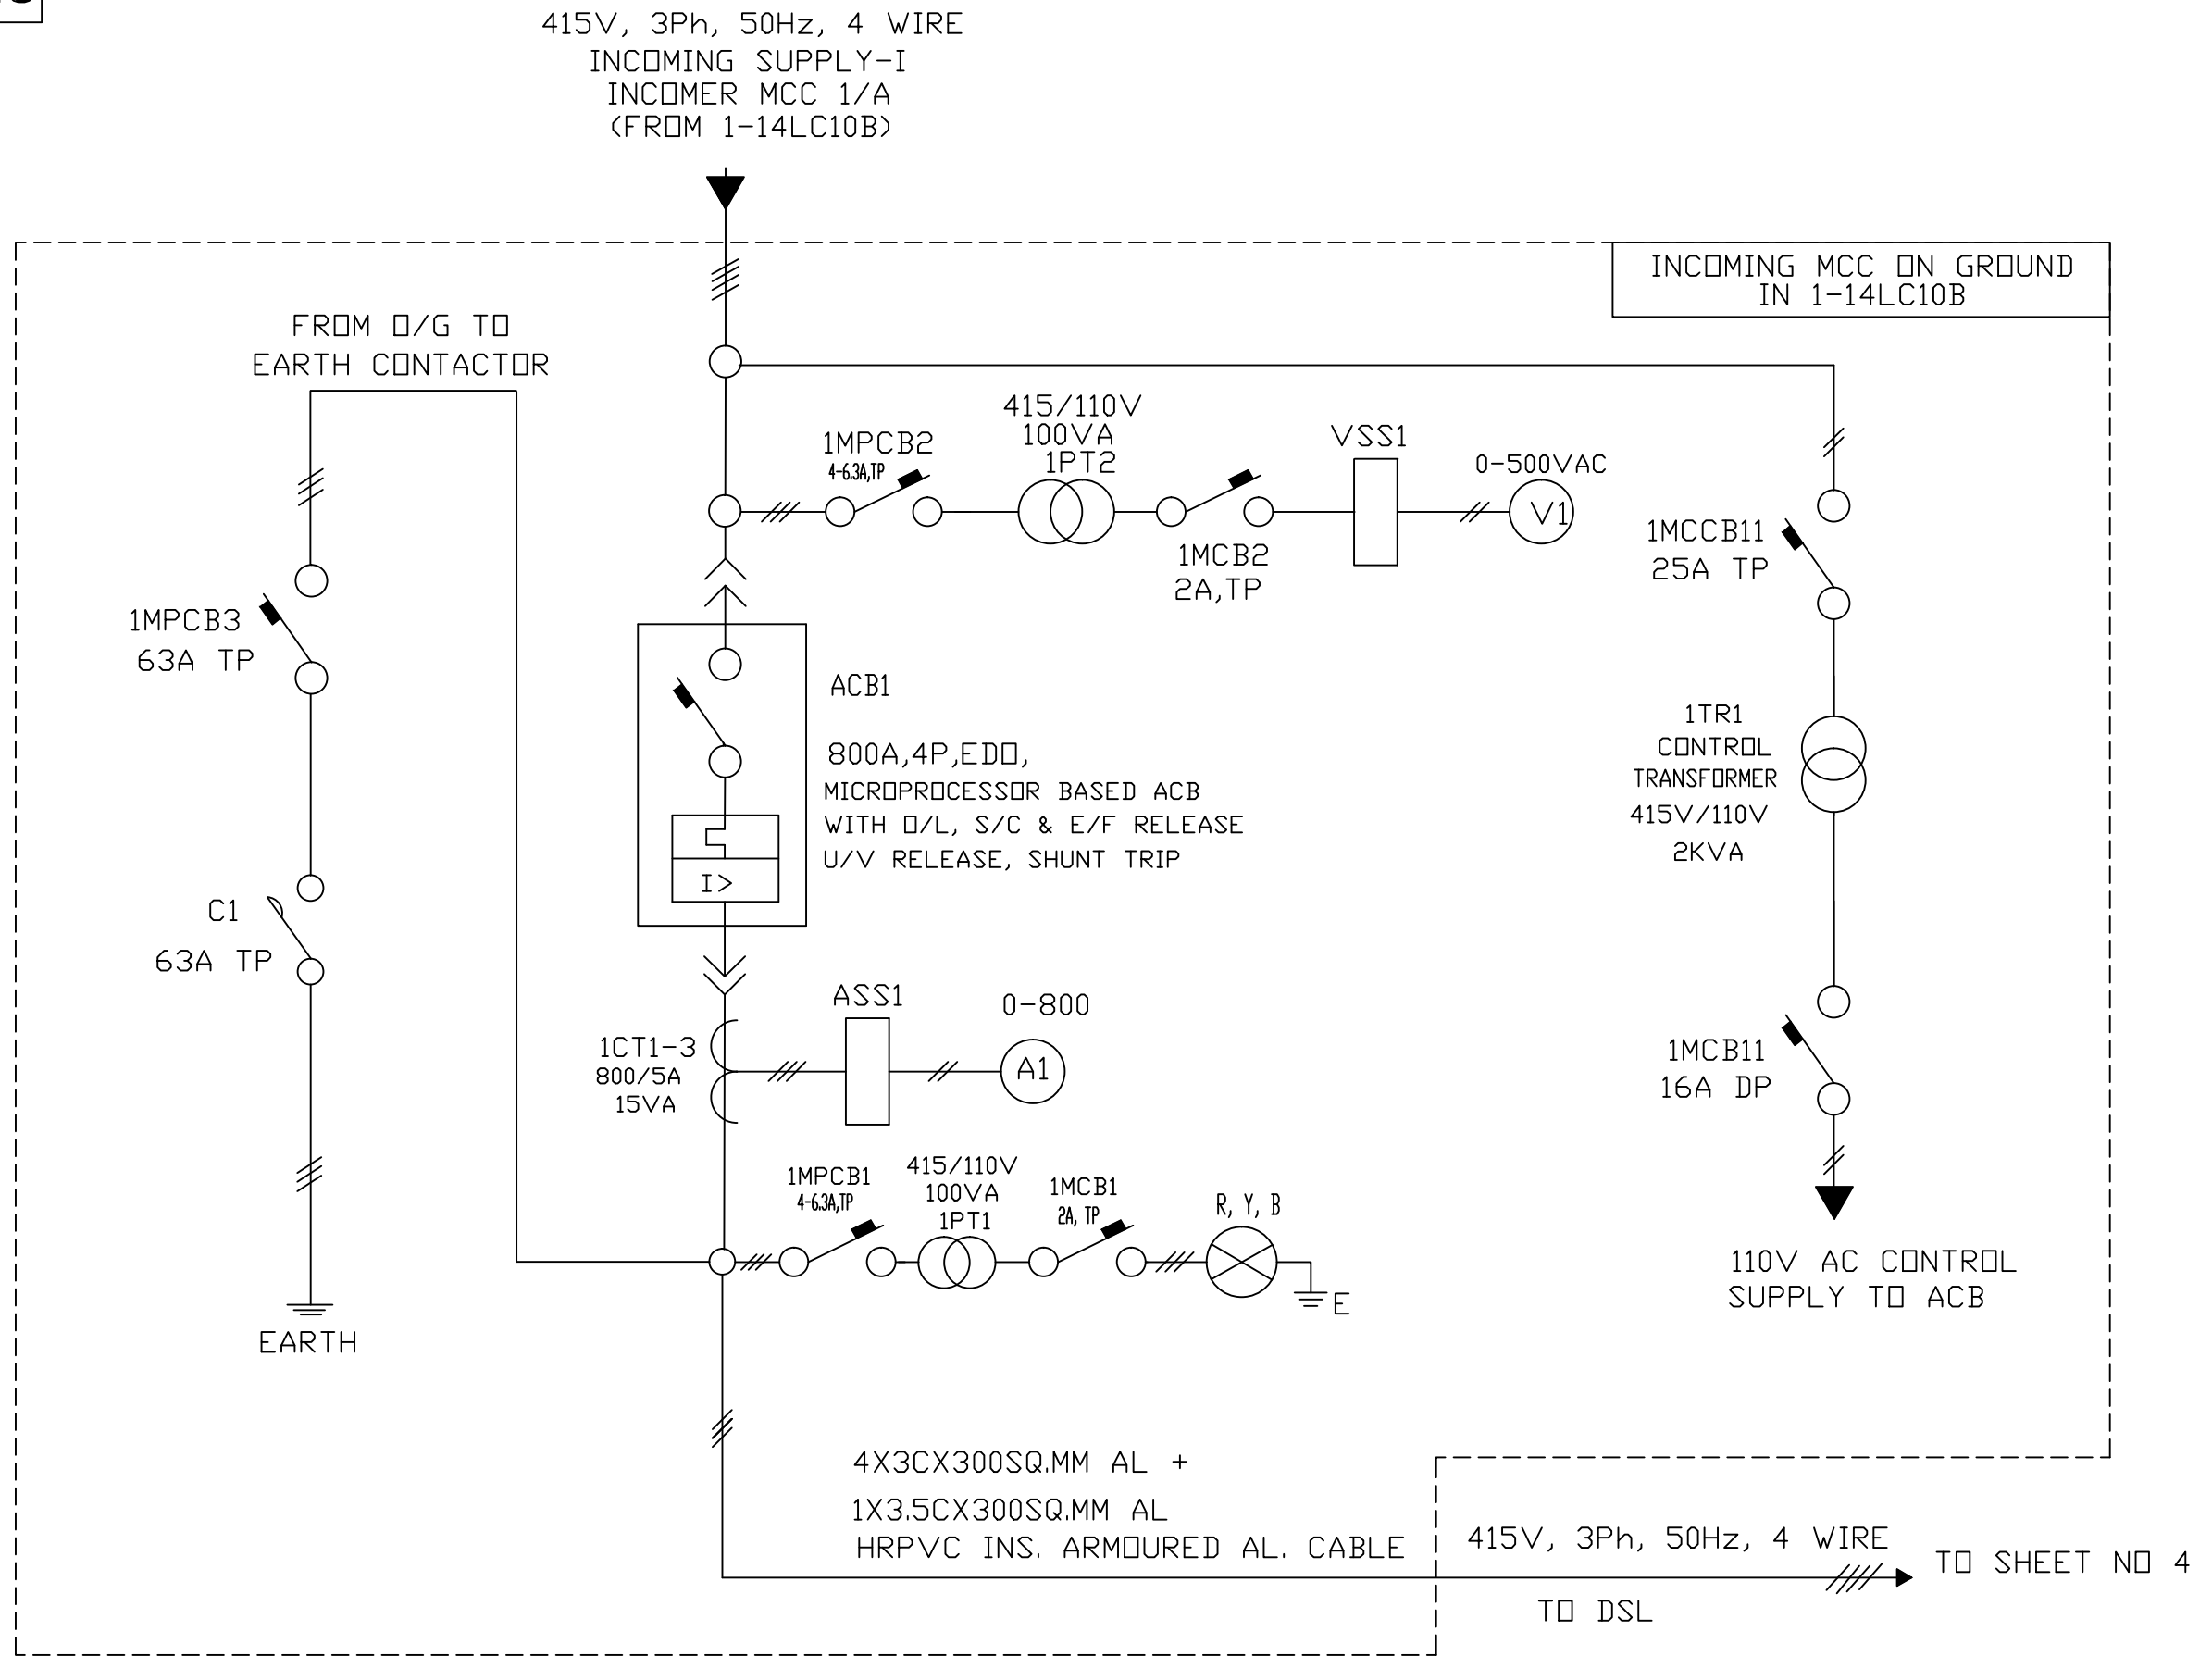 415V, 3Ph, 50Hz, 4 WIRE
INCOMING SUPPLY-I
INCOMER MCC 1/A
(FROM 1-14LC10B)
INCOMING MCC ON GROUND
IN 1-14LC10B
FROM O/G TO
EARTH CONTACTOR
1MPCB2
4-6.3A,TP
415/110V
100VA
1PT2
1MCB2
2A,TP
VSS1
0-500VAC
V1
1MCCB11
25A TP
1MPCB3
63A TP
ACB1
800A,4P,EDO,
MICROPROCESSOR BASED ACB
WITH O/L, S/C & E/F RELEASE
U/V RELEASE, SHUNT TRIP
I>
1TR1
CONTROL
TRANSFORMER
415V/110V
2KVA
C1
63A TP
1CT1-3
800/5A
15VA
ASS1
0-800
A1
1MCB11
16A DP
1MPCB1
4-6.3A,TP
415/110V
100VA
1PT1
1MCB1
2A, TP
R, Y, B
E
110V AC CONTROL
SUPPLY TO ACB
EARTH
4X3CX300SQ.MM AL +
1X3.5CX300SQ.MM AL
HRPVC INS. ARMOURED AL. CABLE
415V, 3Ph, 50Hz, 4 WIRE
TO SHEET NO 4
TO DSL